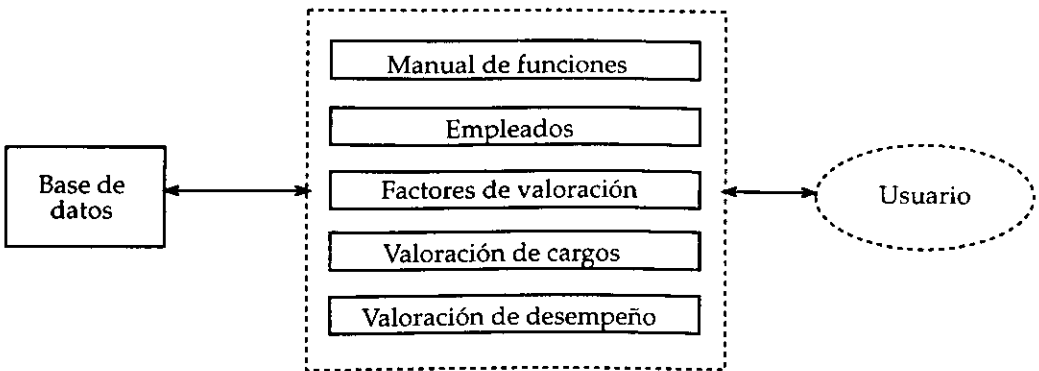 Manual de funciones
Empleados
Base de
datos
Factores de valoración
Usuario
Valoración de cargos
Valoración de desempeño